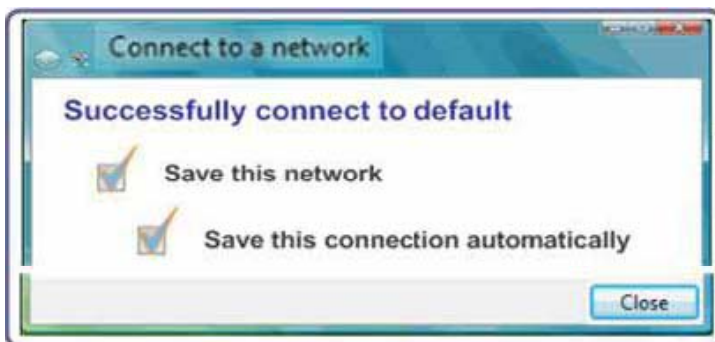 Connect to a network
Successfully connect to default
Save this network
Save this connection automatically
Close